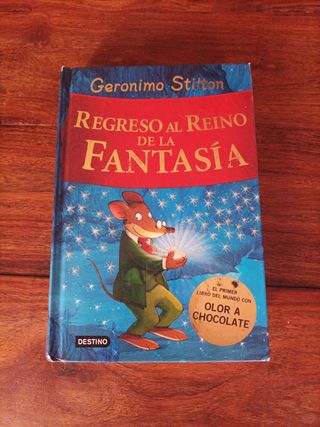 Geronimo Stilton
REGRESO AL REINO
DE LA
FANTASÍA
EL PRIMER
LIBRO DEL MUNDO CON
OLOR A
CHOCOLATE
DESTINO